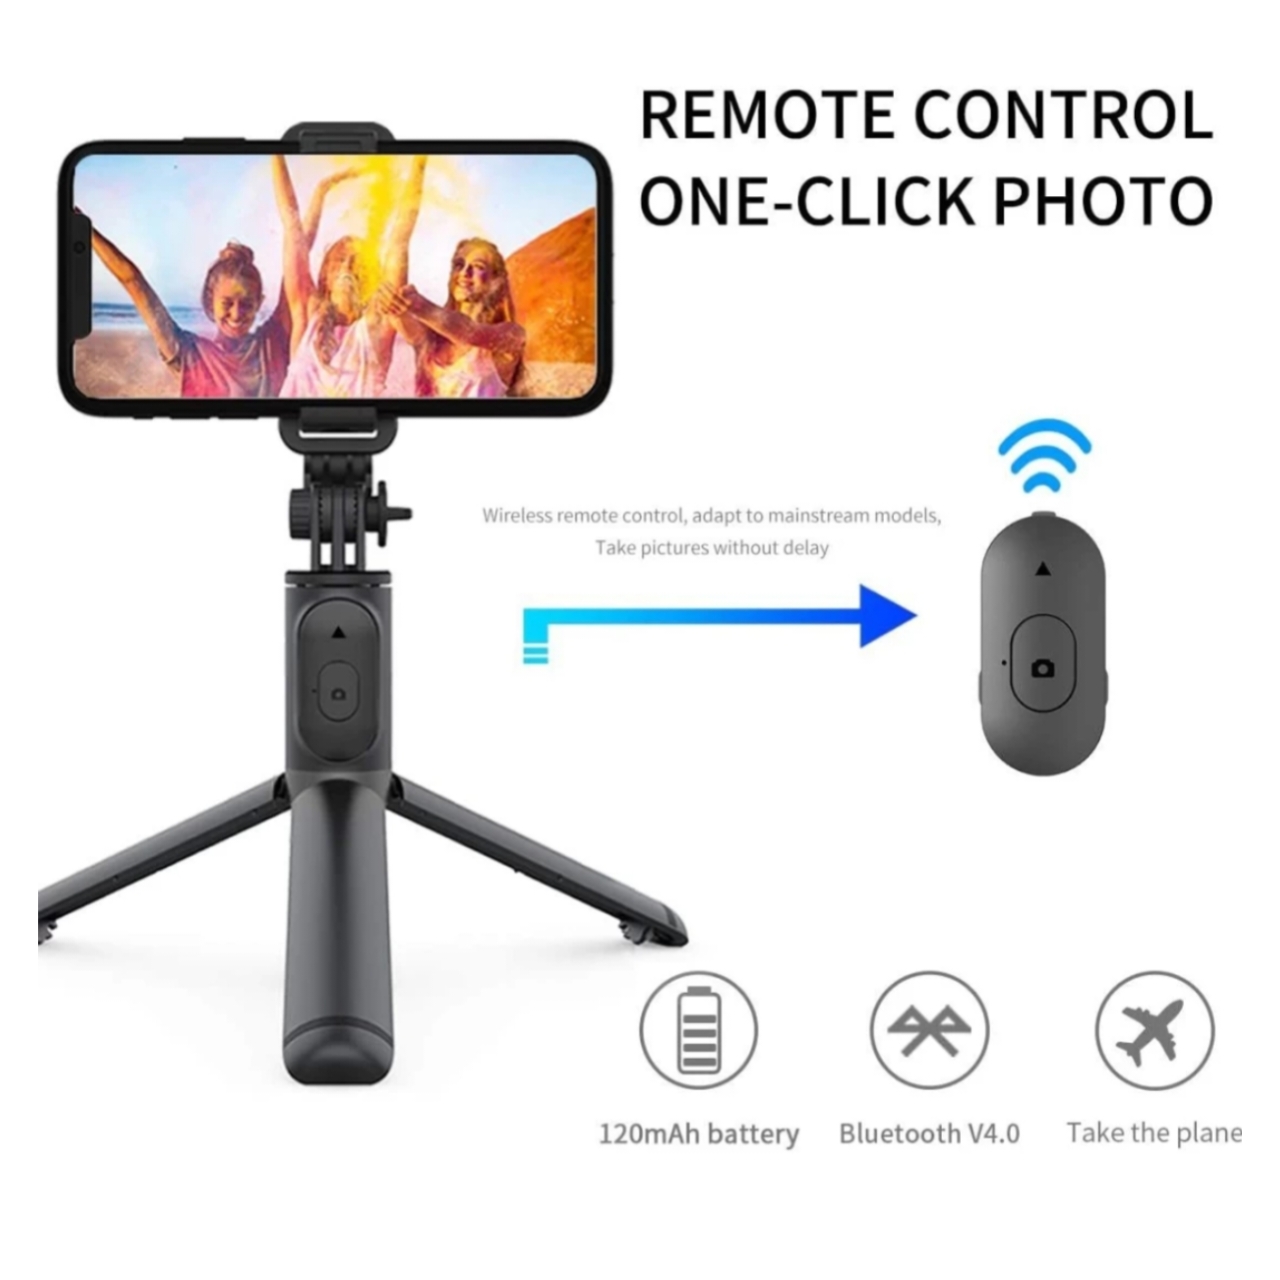 REMOTE CONTROL
ONE-CLICK PHOTO
Wireless remote control, adapt to mainstream models,
Take pictures without delay
120mAh battery
Bluetooth V4.0
Take the plane